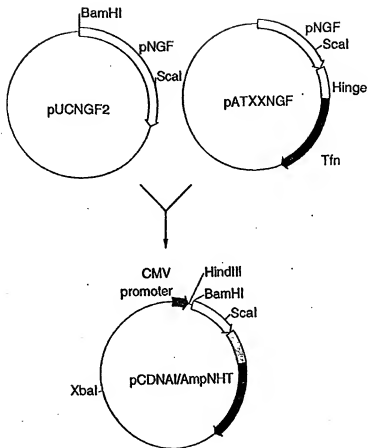 BamHI
pNGF
ScaI
pUCNGF2
pNGF
ScaI
Hinge
pATXXNGF
Tfn
CMV
promoter
HindIII
BamHI
ScaI
XbaI
pCDNAI/AmpNHT